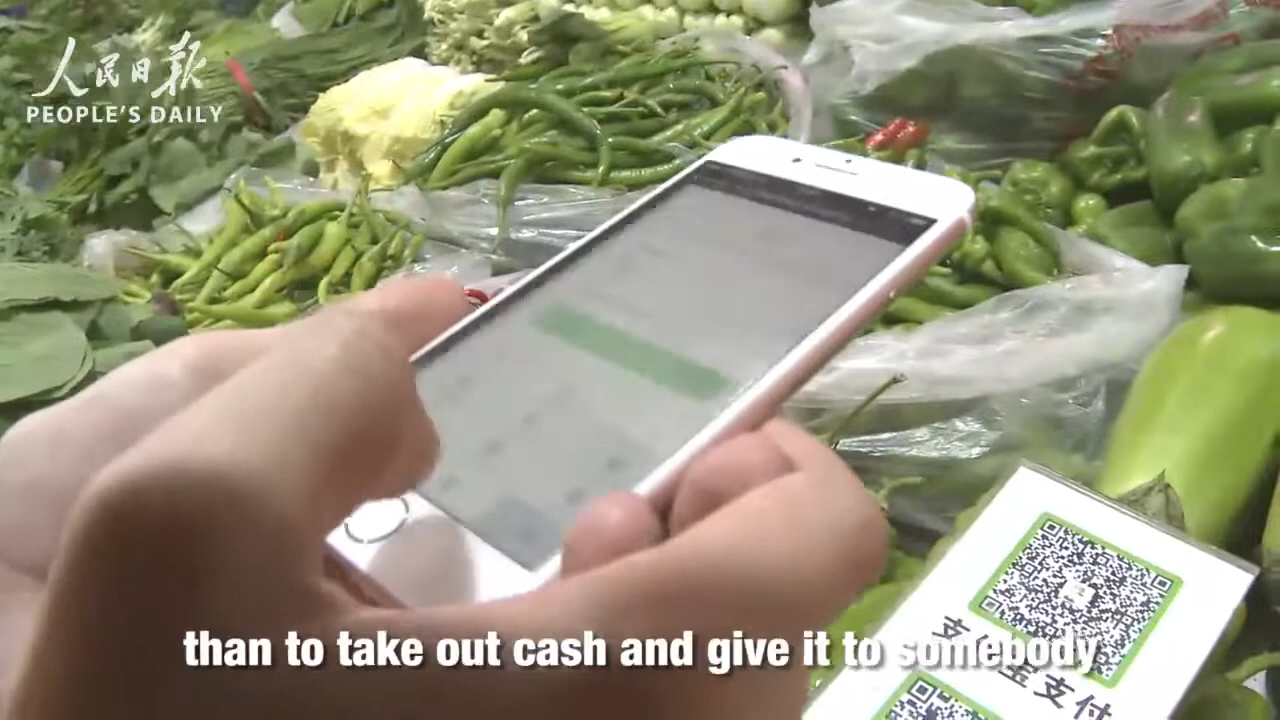 人民日报
PEOPLE'S DAILY
than to take out cash and give it to somebody
支付宝支付